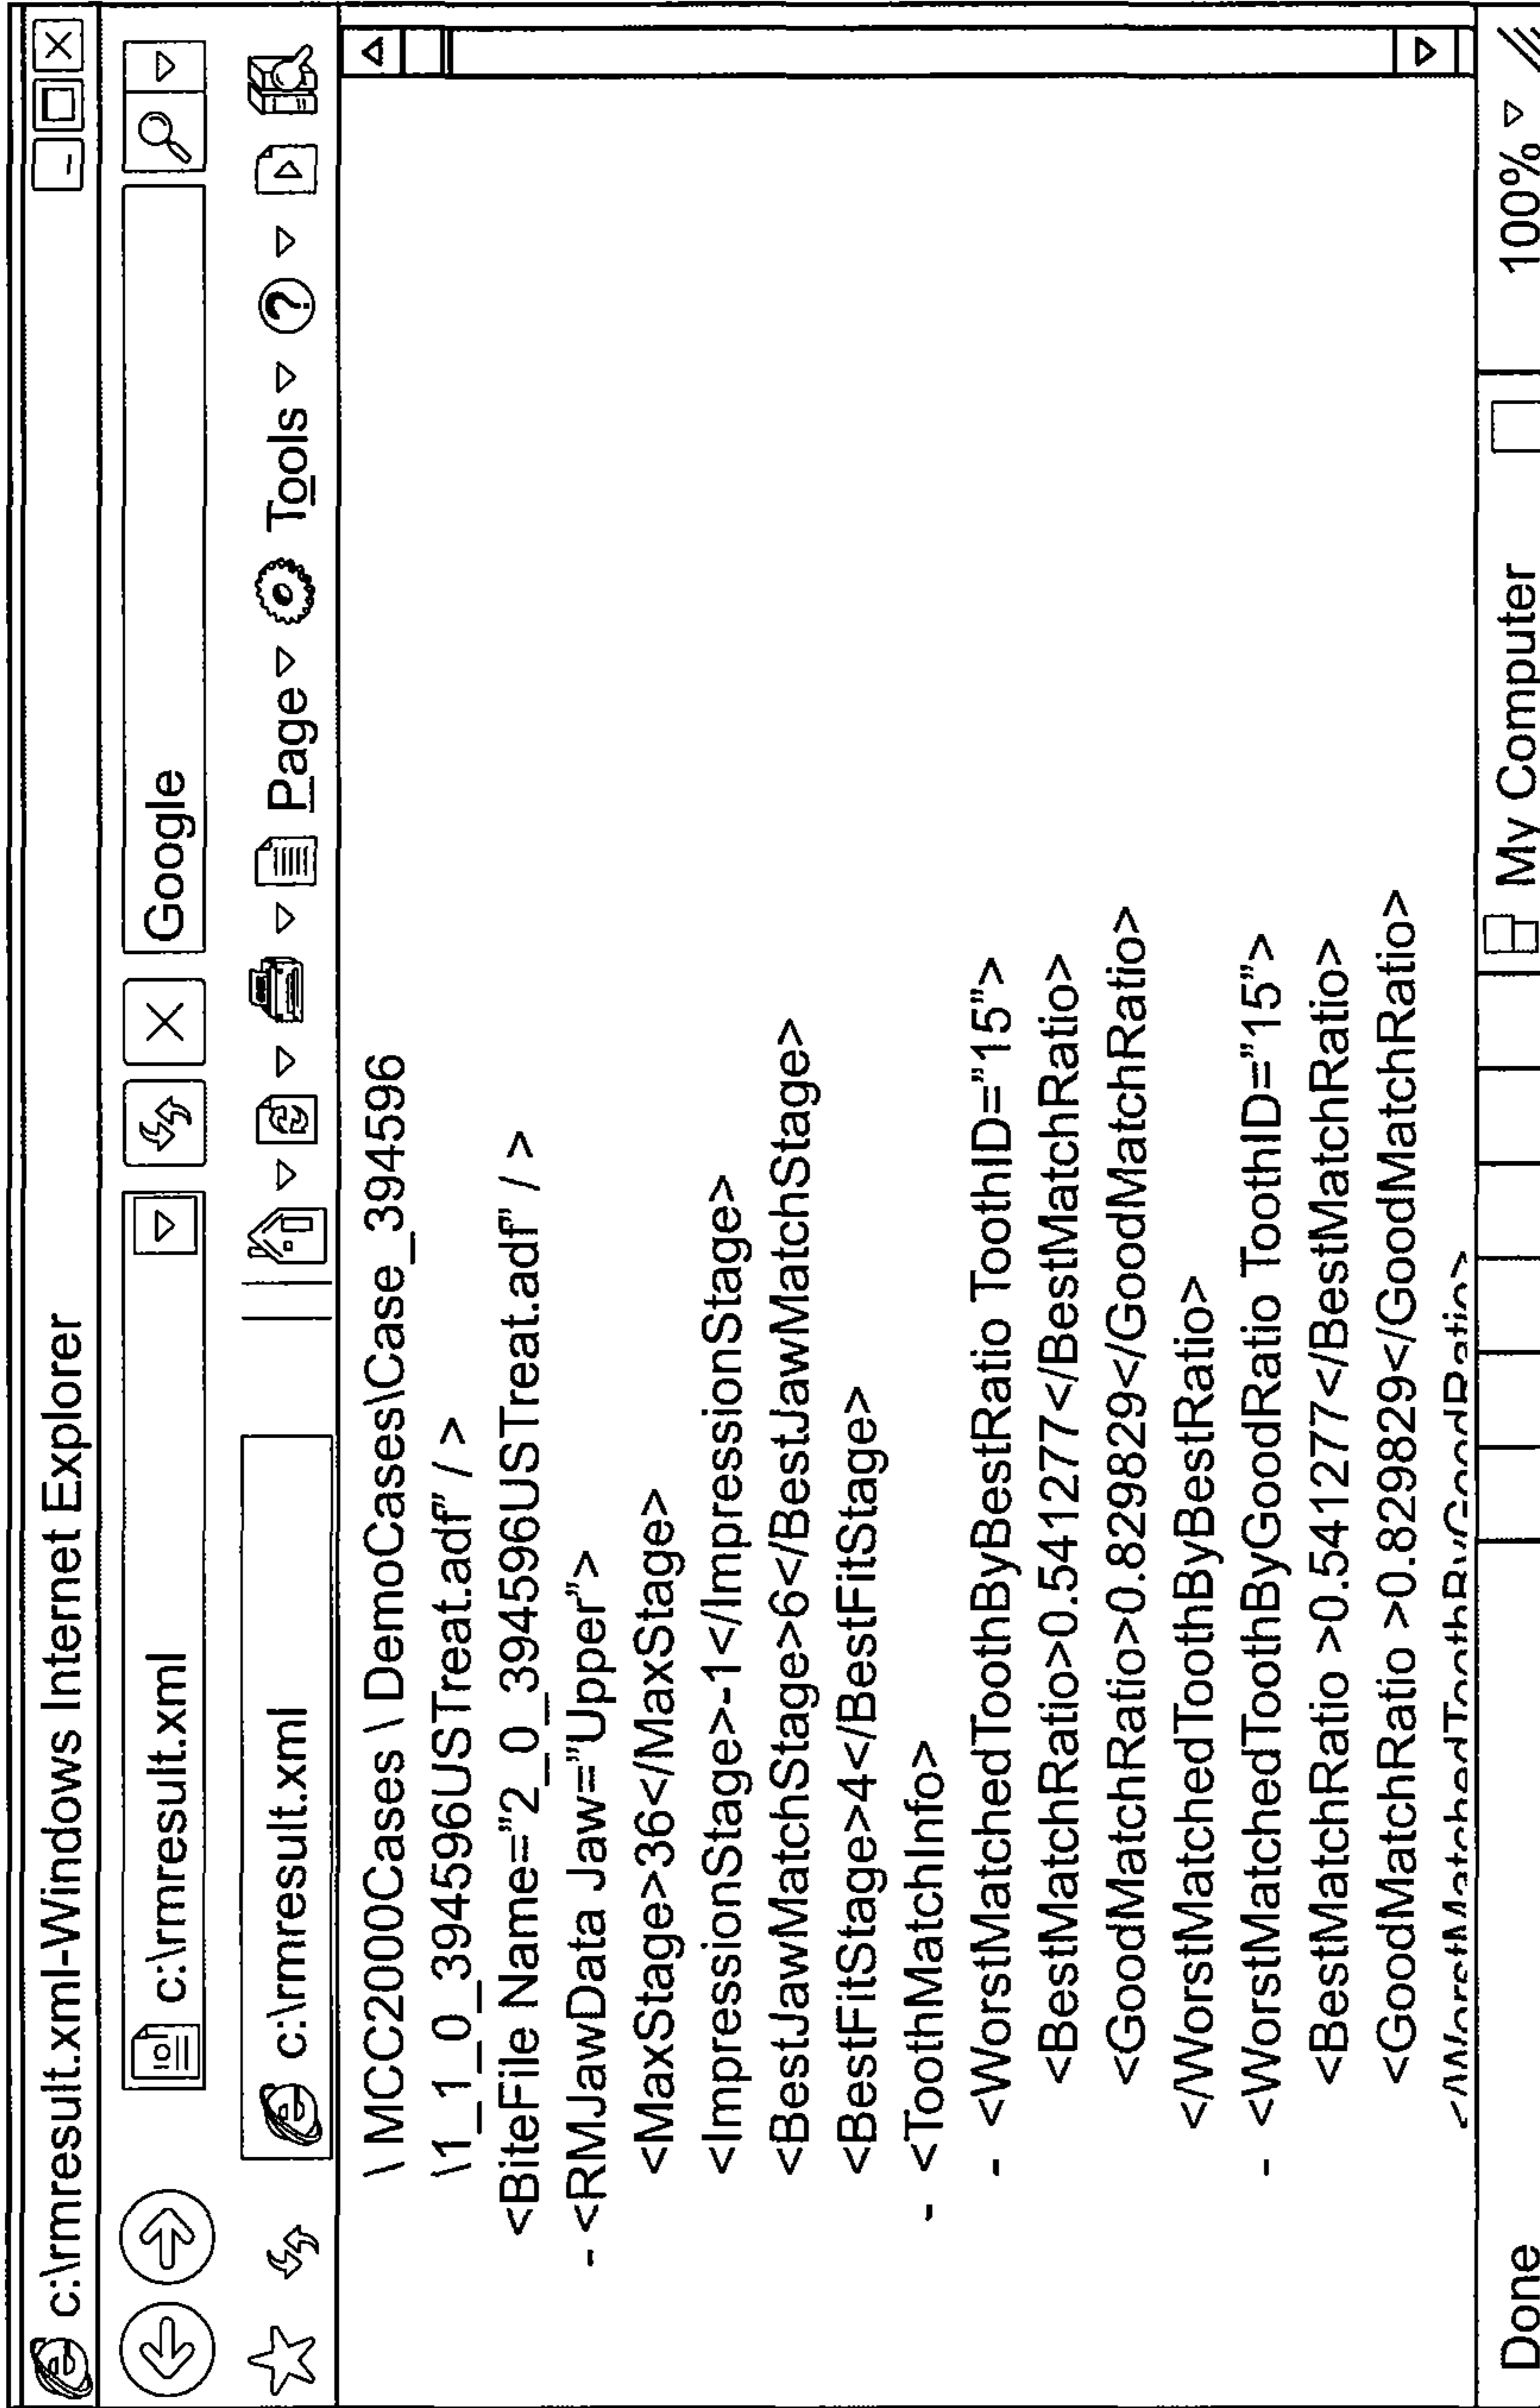 c:\rmresult.xml-Windows Internet Explorer
c:\rmresult.xml Google
c:\rmresult.xml Page Tools
\ MCC2000Cases \ DemoCases\Case_394596
\1_1_0_394596USTreat.adf" / >
<BiteFile Name="2_0_394596USTreat.adf" / >
- <RMJawData Jaw="Upper">
<MaxStage>36</MaxStage>
<ImpressionStage>-1</ImpressionStage>
<BestJawMatchStage>6</BestJawMatchStage>
<BestFitStage>4</BestFitStage>
- <ToothMatchInfo>
- <WorstMatchedToothByBestRatio ToothID="15">
<BestMatchRatio>0.541277</BestMatchRatio>
<GoodMatchRatio>0.829829</GoodMatchRatio>
</WorstMatchedToothByBestRatio>
- <WorstMatchedToothByGoodRatio ToothID="15">
<BestMatchRatio >0.541277</BestMatchRatio>
<GoodMatchRatio >0.829829</GoodMatchRatio>
</WorstMatchedToothByGoodRatio>
Done My Computer 100%